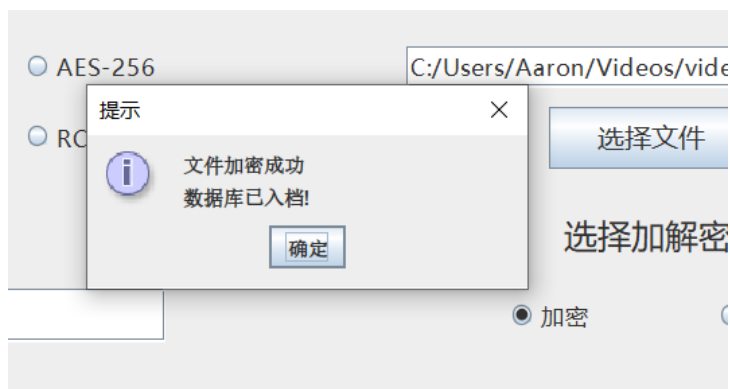 AES-256
C:/Users/Aaron/Videos/vide
提示
RC
选择文件
文件加密成功
数据库已入档!
确定
选择加解密
加密